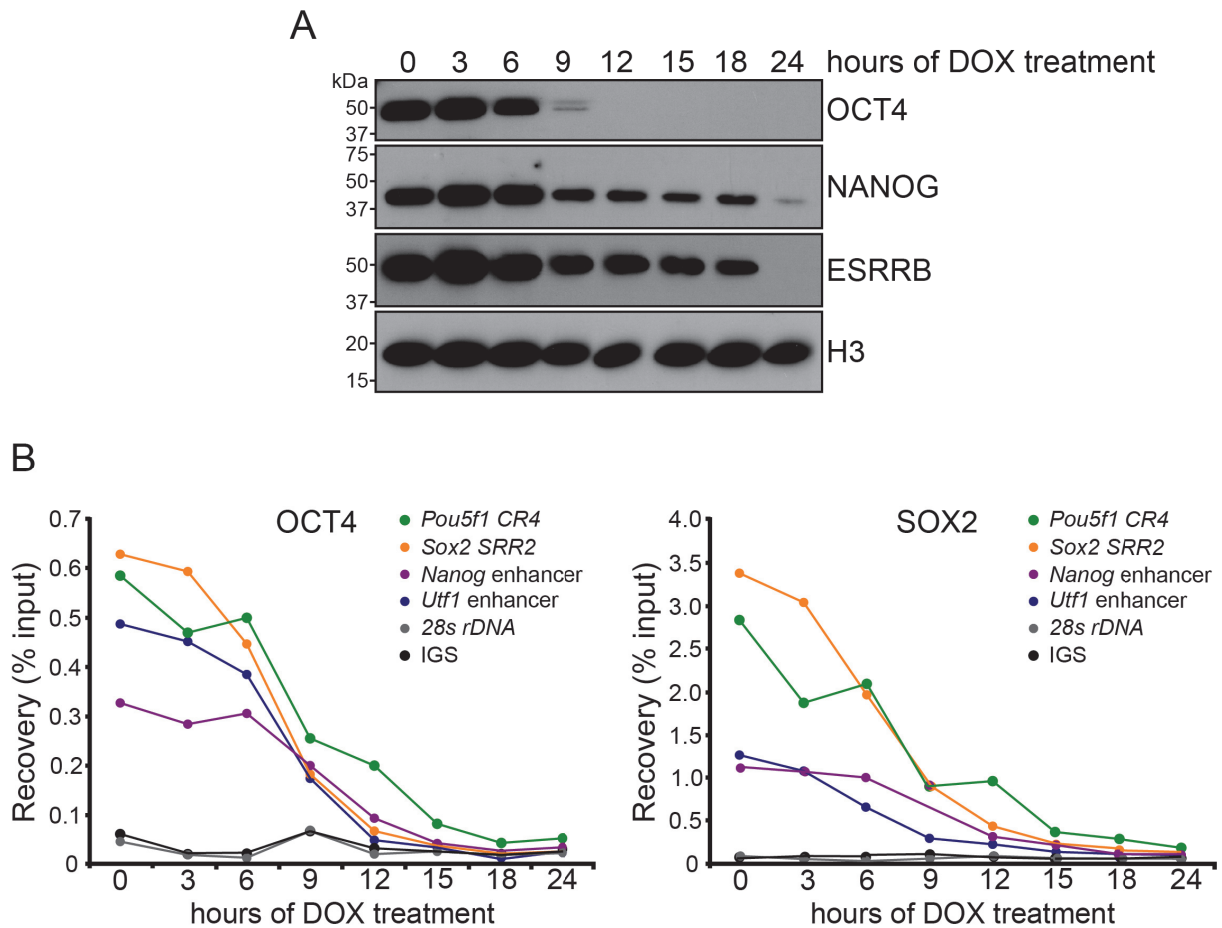 A
0 3 6 9 12 15 18 24 hours of DOX treatment
kDa
50
37
OCT4
75
50
37
NANOG
50
37
ESRRB
20
15
H3
B
OCT4
Recovery (% input)
0.7
0.6
0.5
0.4
0.3
0.2
0.1
0
0 3 6 9 12 15 18 24
hours of DOX treatment
Pou5f1 CR4
Sox2 SRR2
Nanog enhancer
Utf1 enhancer
28s rDNA
IGS
SOX2
Recovery (% input)
4.0
3.5
3.0
2.5
2.0
1.5
1.0
0.5
0
0 3 6 9 12 15 18 24
hours of DOX treatment
Pou5f1 CR4
Sox2 SRR2
Nanog enhancer
Utf1 enhancer
28s rDNA
IGS